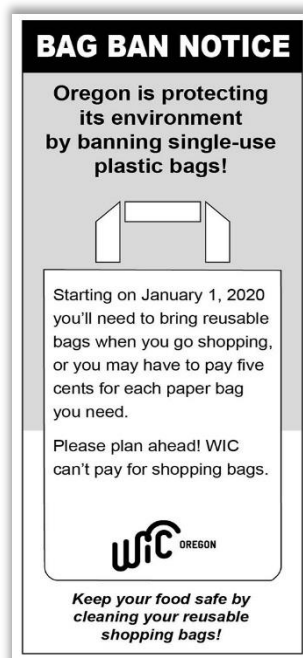 BAG BAN NOTICE
Oregon is protecting
its environment
by banning single-use
plastic bags!
Starting on January 1, 2020
you'll need to bring reusable
bags when you go shopping,
or you may have to pay five
cents for each paper bag
you need.
Please plan ahead! WIC
can't pay for shopping bags.
WIC OREGON
Keep your food safe by
cleaning your reusable
shopping bags!